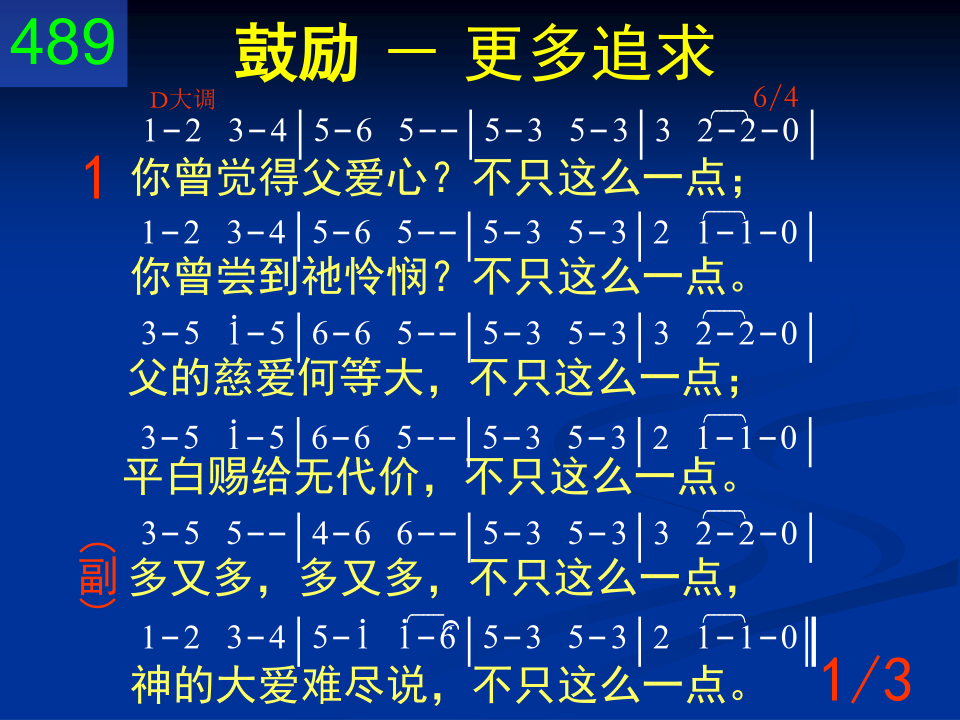 489
鼓励 － 更多追求
D大调 6/4
1-2 3-4|5-6 5--|5-3 5-3|3 2-2-0|
1 你曾觉得父爱心？不只这么一点；
1-2 3-4|5-6 5--|5-3 5-3|2 1-1-0|
你曾尝到祂怜悯？不只这么一点。
3-5 i-5|6-6 5--|5-3 5-3|3 2-2-0|
父的慈爱何等大，不只这么一点；
3-5 i-5|6-6 5--|5-3 5-3|2 1-1-0|
平白赐给无代价，不只这么一点。
3-5 5--|4-6 6--|5-3 5-3|3 2-2-0|
（副） 多又多，多又多，不只这么一点，
1-2 3-4|5-i i-6|5-3 5-3|2 1-1-0‖
神的大爱难尽说，不只这么一点。
1/3